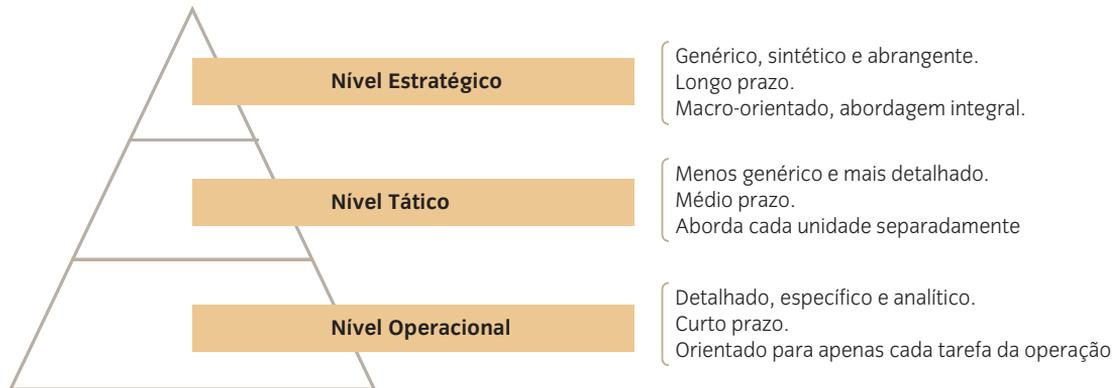 Nível Estratégico
Genérico, sintético e abrangente.
Longo prazo.
Macro-orientado, abordagem integral.
Nível Tático
Menos genérico e mais detalhado.
Médio prazo.
Aborda cada unidade separadamente
Nível Operacional
Detalhado, específico e analítico.
Curto prazo.
Orientado para apenas cada tarefa da operação